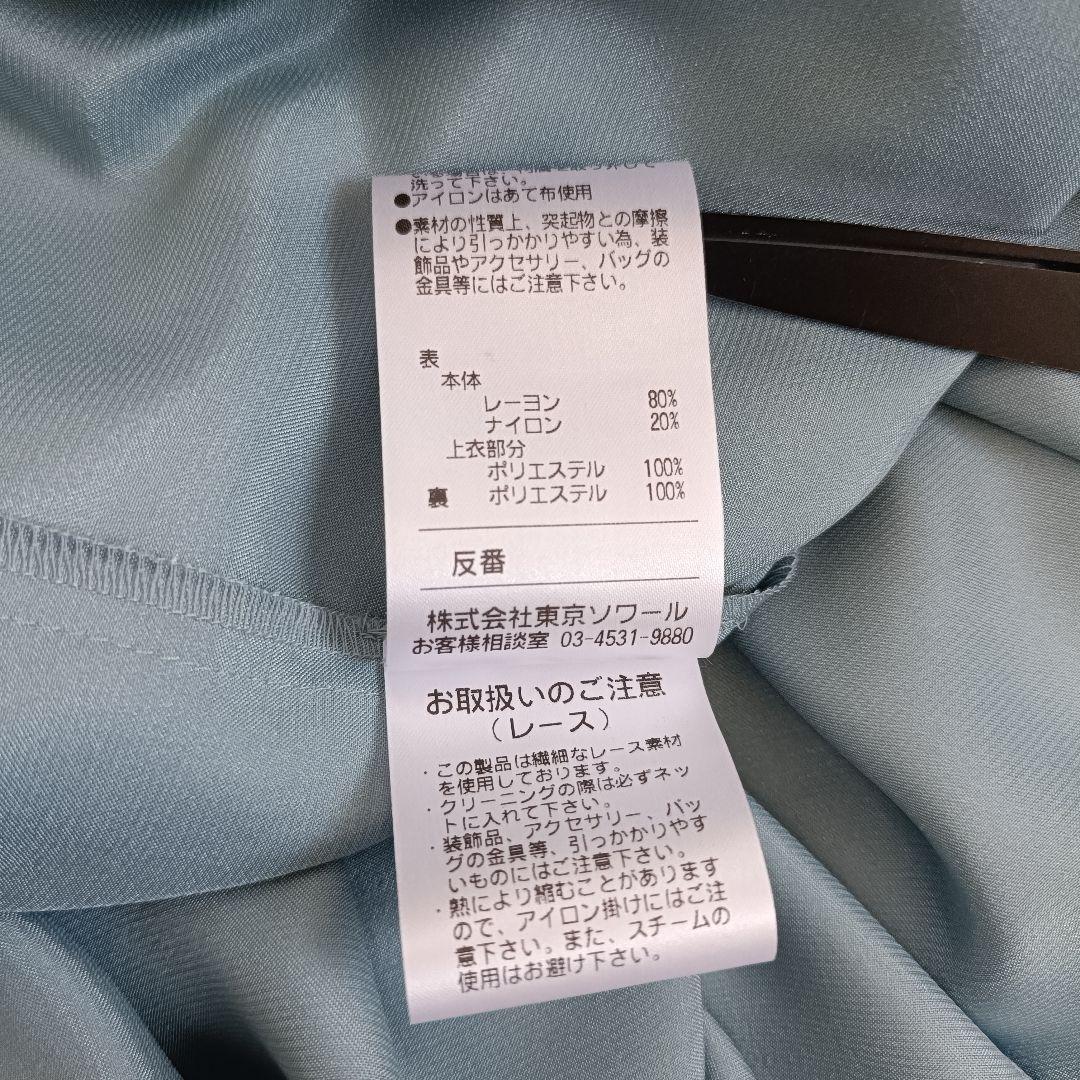 洗って下さい。
●アイロンはあて布使用
●素材の性質上、突起物との摩擦
により引っかかりやすい為、装
飾品やアクセサリー、バッグの
金具等にはご注意下さい。
表
本体
レーヨン 80%
ナイロン 20%
上衣部分
ポリエステル 100%
裏 ポリエステル 100%
反番
株式会社東京ソワール
お客様相談室 03-4531-9880
お取扱いのご注意
（レース）
・この製品は繊細なレース素材
を使用しております。
・クリーニングの際は必ずネッ
トに入れて下さい。
・装飾品、アクセサリー、バッ
グの金具等、引っかかりやす
いものにはご注意下さい。
・熱により縮むことがあります
ので、アイロン掛けにはご注
意下さい。また、スチームの
使用はお避け下さい。